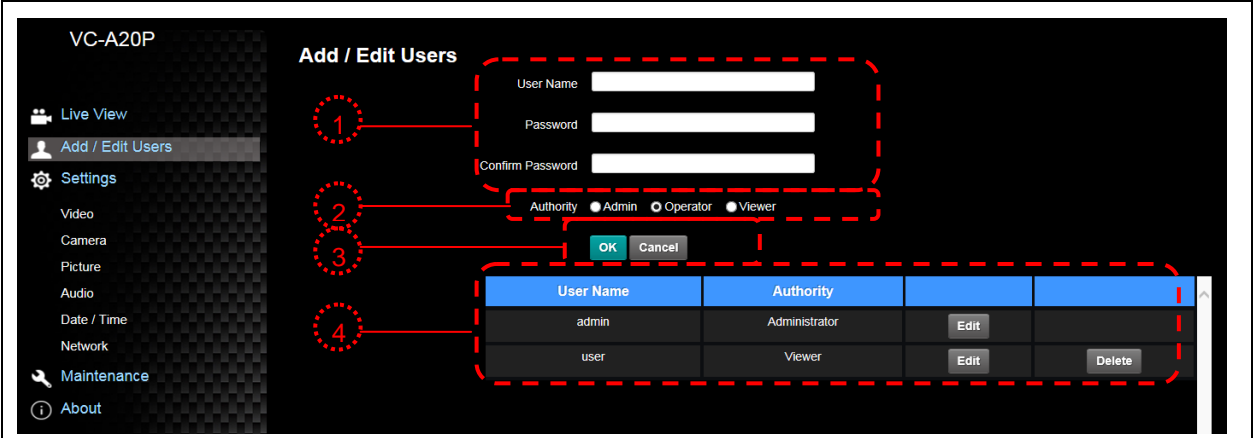 VC-A20P
Live View
Add / Edit Users
Settings
Video
Camera
Picture
Audio
Date / Time
Network
Maintenance
About
Add / Edit Users
1
User Name
Password
Confirm Password
2
Authority Admin Operator Viewer
3
OK Cancel
4
User Name Authority
admin Administrator Edit
user Viewer Edit Delete